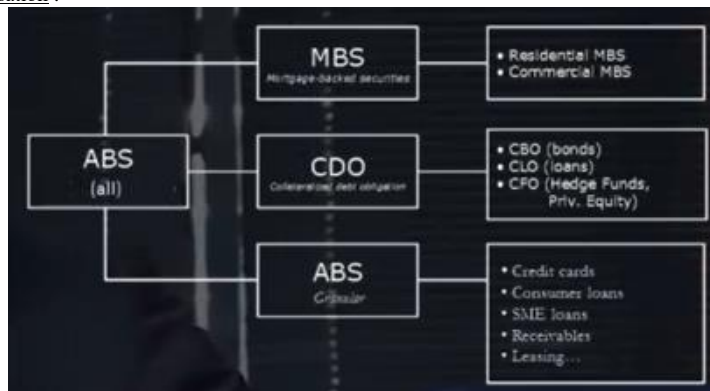 ABS
(all)
MBS
Mortgage-backed securities
• Residential MBS
• Commercial MBS
CDO
Collateralized debt obligation
• CBO (bonds)
• CLO (loans)
• CFO (Hedge Funds,
Priv. Equity)
ABS
• Credit cards
• Consumer loans
• SME loans
• Receivables
• Leasing...